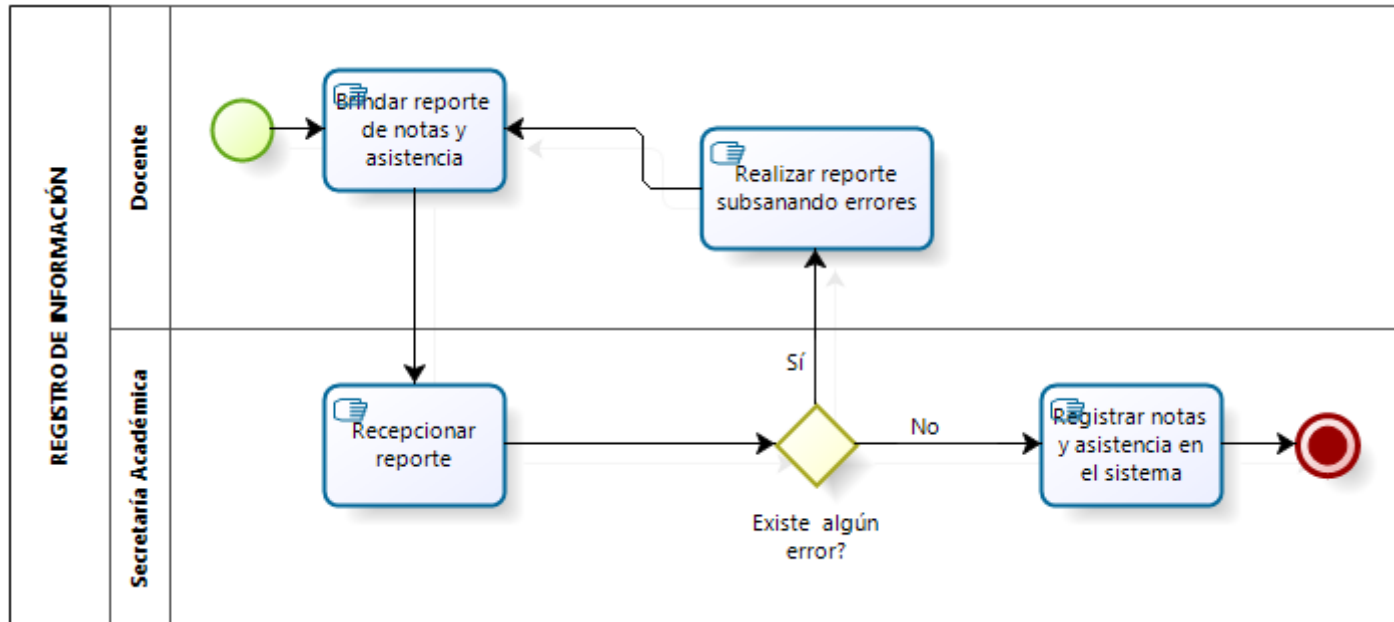 REGISTRO DE INFORMACIÓN
Docente
Brindar reporte
de notas y
asistencia
Realizar reporte
subsanando errores
Secretaría Académica
Recepcionar
reporte
Sí
Existe algún
error?
No
Registrar notas
y asistencia en
el sistema